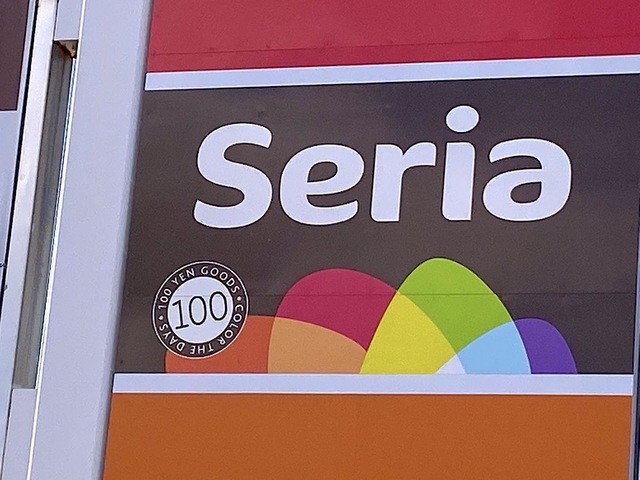 Seria
100 YEN GOODS • COLOR THE DAYS •
100